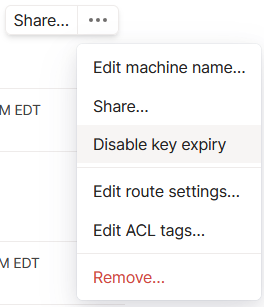 Share...
Edit machine name...
M EDT
Share...
Disable key expiry
Edit route settings...
Edit ACL tags...
M EDT
Remove...